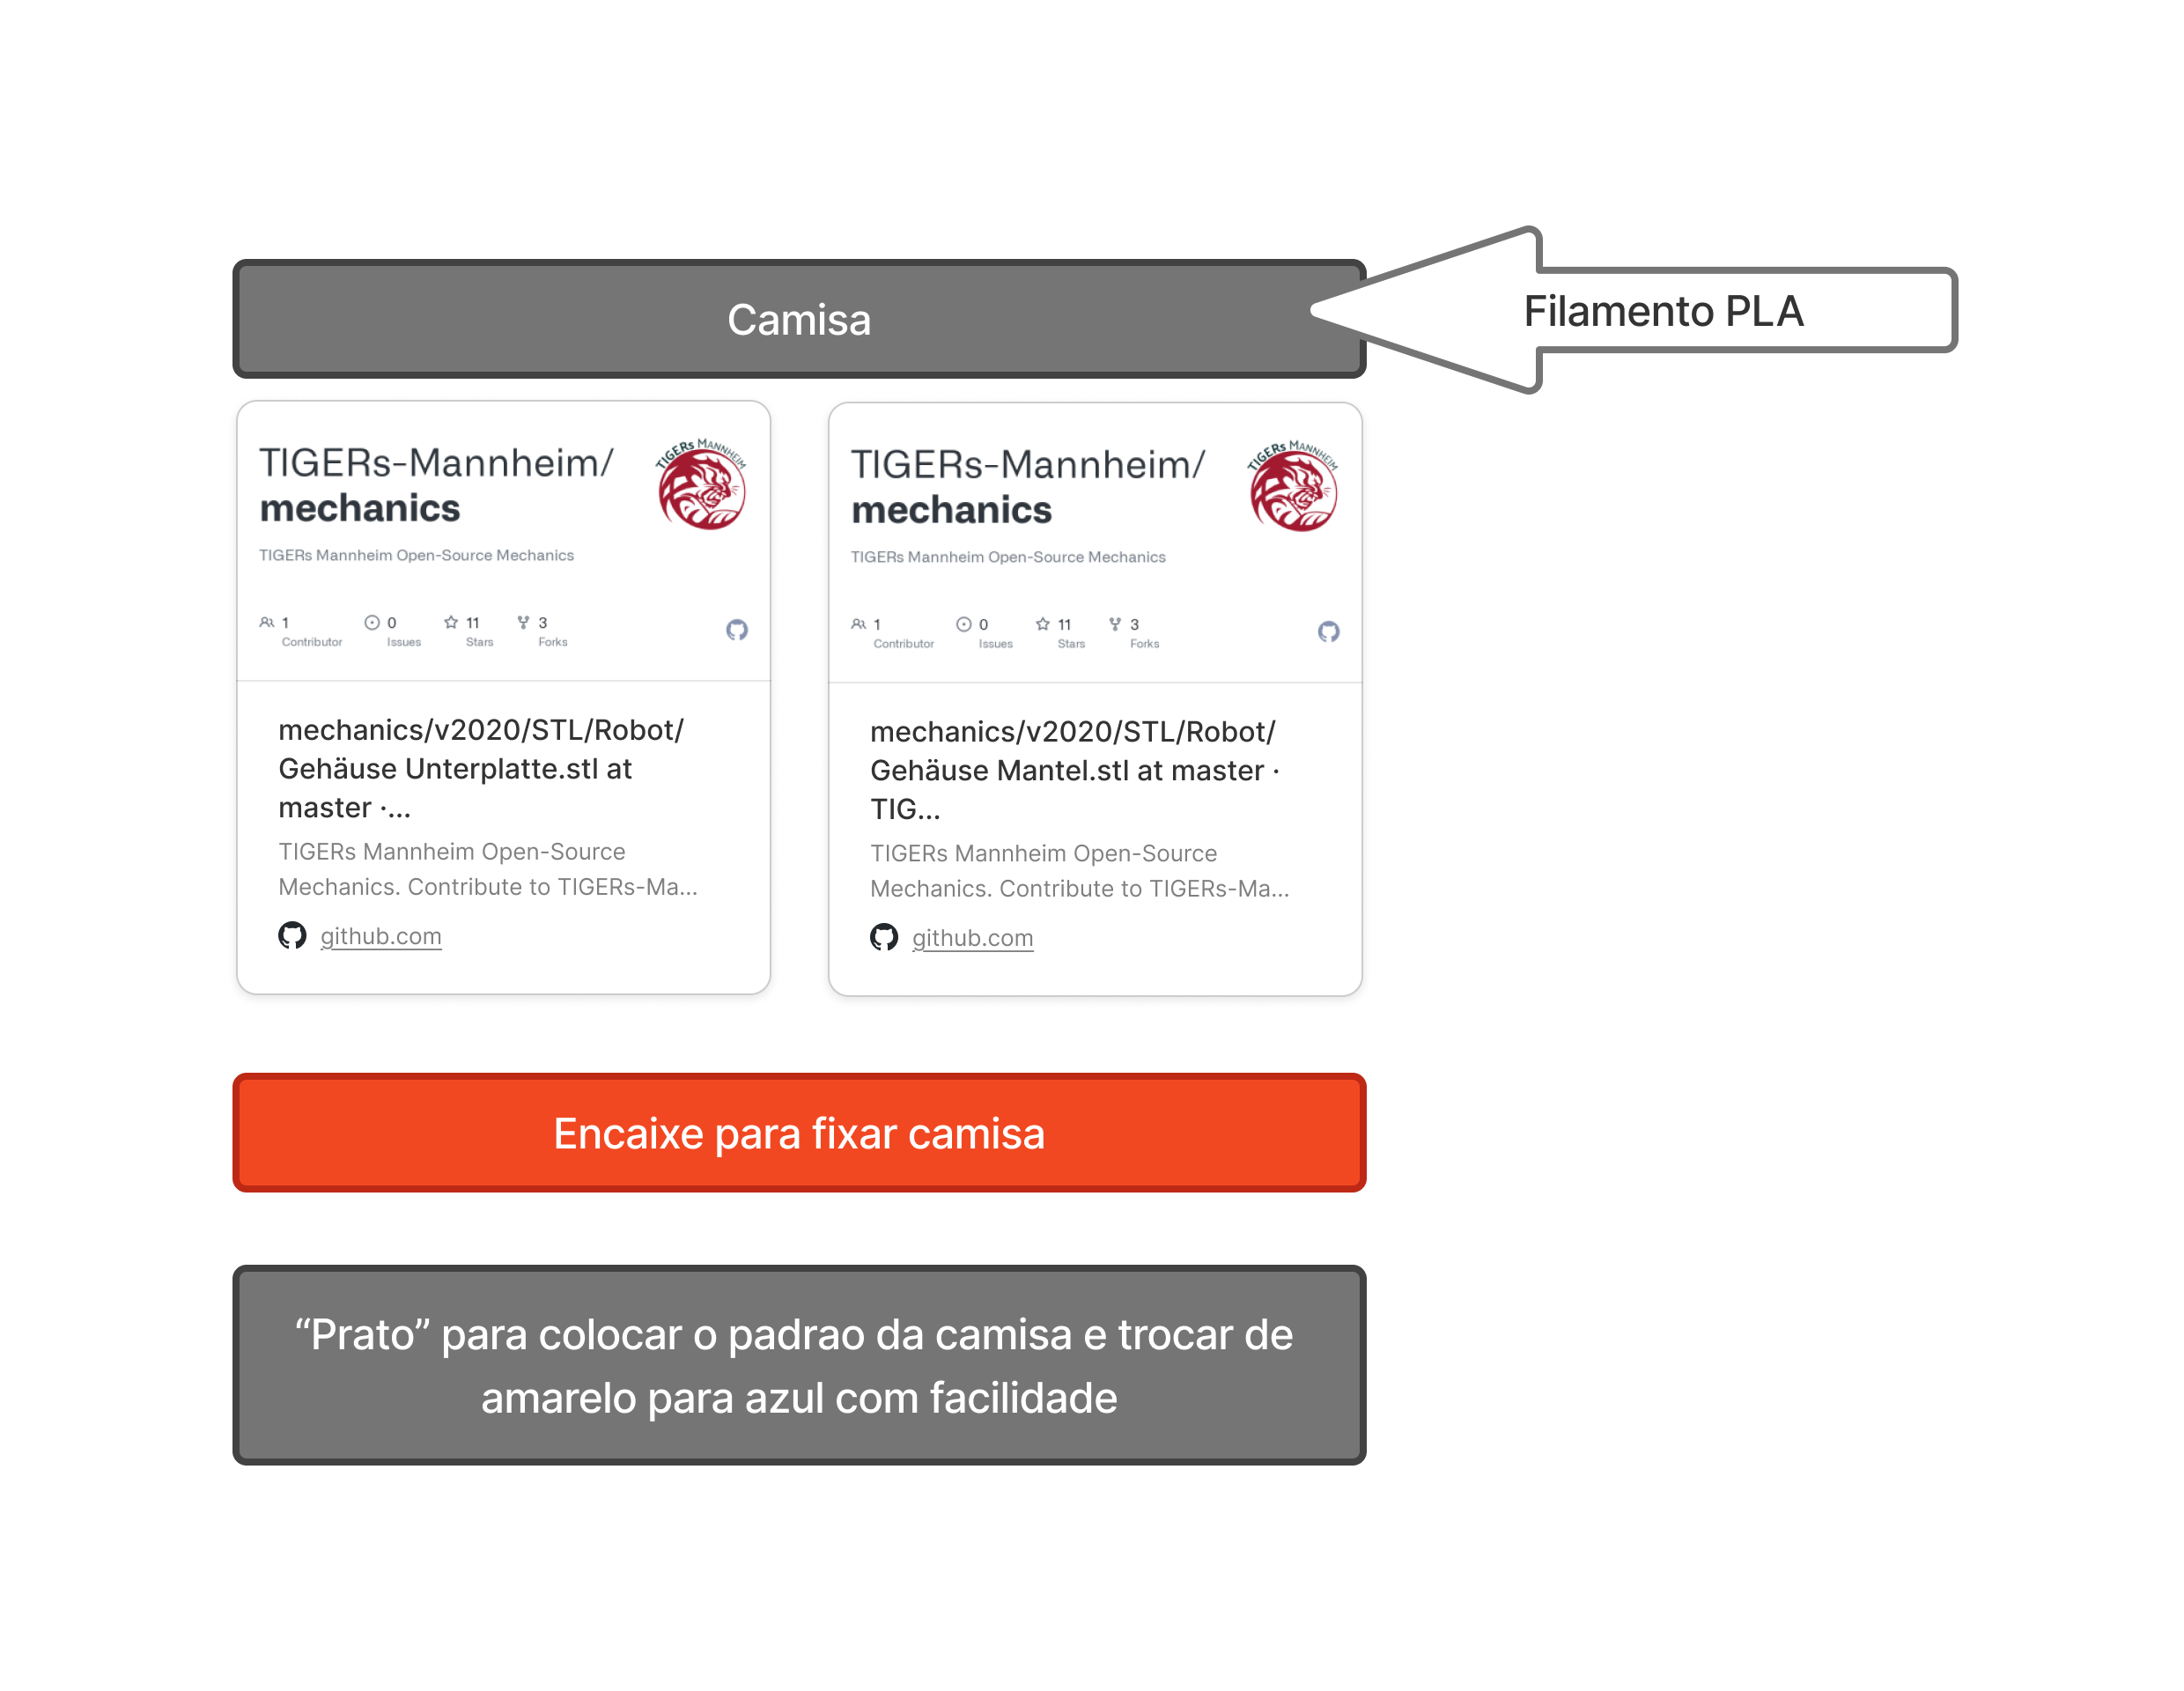 Camisa
Filamento PLA
TIGERs-Mannheim/
mechanics
TIGERs MANNHEIM
TIGERs Mannheim Open-Source Mechanics
1
Contributor
0
Issues
11
Stars
3
Forks
mechanics/v2020/STL/Robot/
Gehäuse Unterplatte.stl at
master ·...
TIGERs Mannheim Open-Source
Mechanics. Contribute to TIGERs-Ma...
github.com
TIGERs-Mannheim/
mechanics
TIGERs MANNHEIM
TIGERs Mannheim Open-Source Mechanics
1
Contributor
0
Issues
11
Stars
3
Forks
mechanics/v2020/STL/Robot/
Gehäuse Mantel.stl at master ·
TIG...
TIGERs Mannheim Open-Source
Mechanics. Contribute to TIGERs-Ma...
github.com
Encaixe para fixar camisa
“Prato” para colocar o padrao da camisa e trocar de
amarelo para azul com facilidade